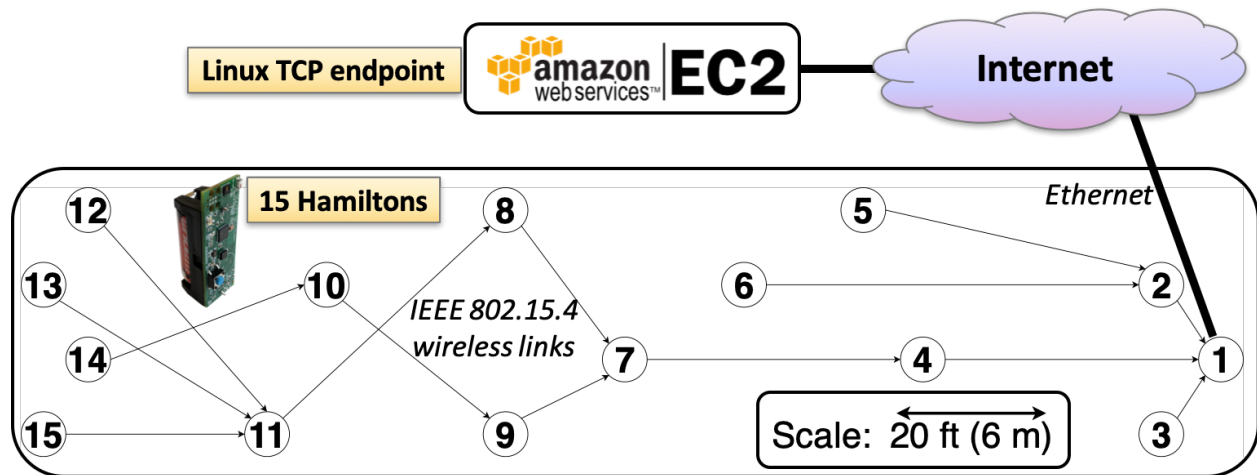 Linux TCP endpoint
amazon
web services™
EC2
Internet
Ethernet
15 Hamiltons
12
8
5
13
10
6
2
IEEE 802.15.4
wireless links
14
7
4
1
15
11
9
3
Scale: 20 ft (6 m)